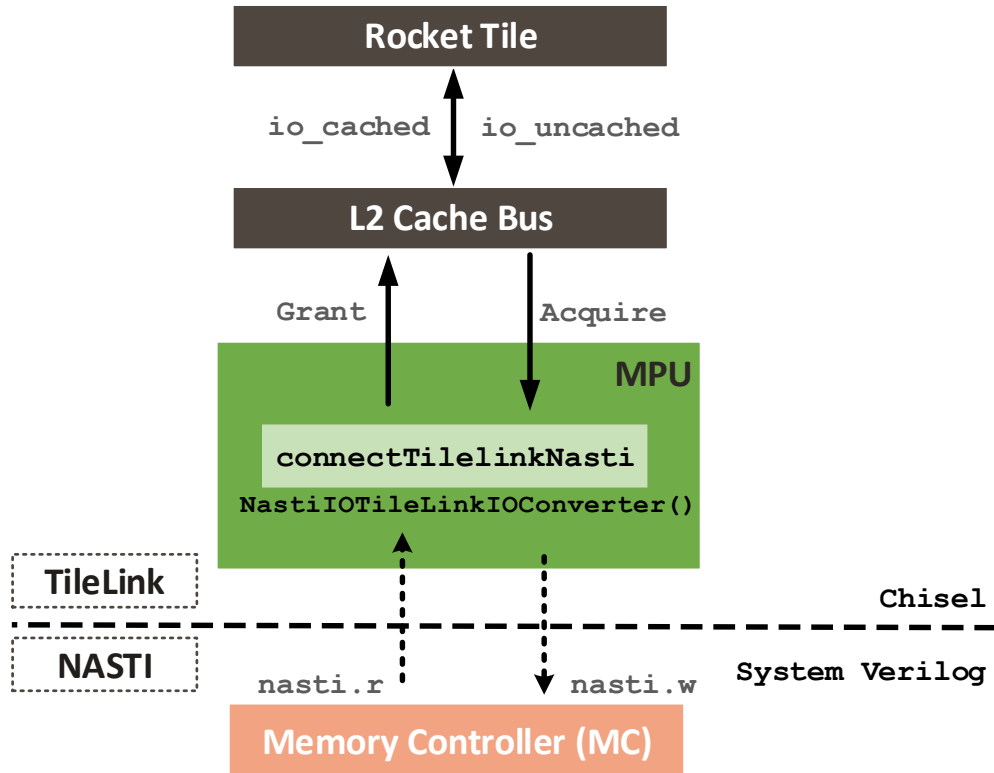 Rocket Tile
io_cached io_uncached
L2 Cache Bus
Grant Acquire
MPU
connectTilelinkNasti
NastiIOTileLinkIOConverter()
TileLink
Chisel
NASTI
System Verilog
nasti.r nasti.w
Memory Controller (MC)